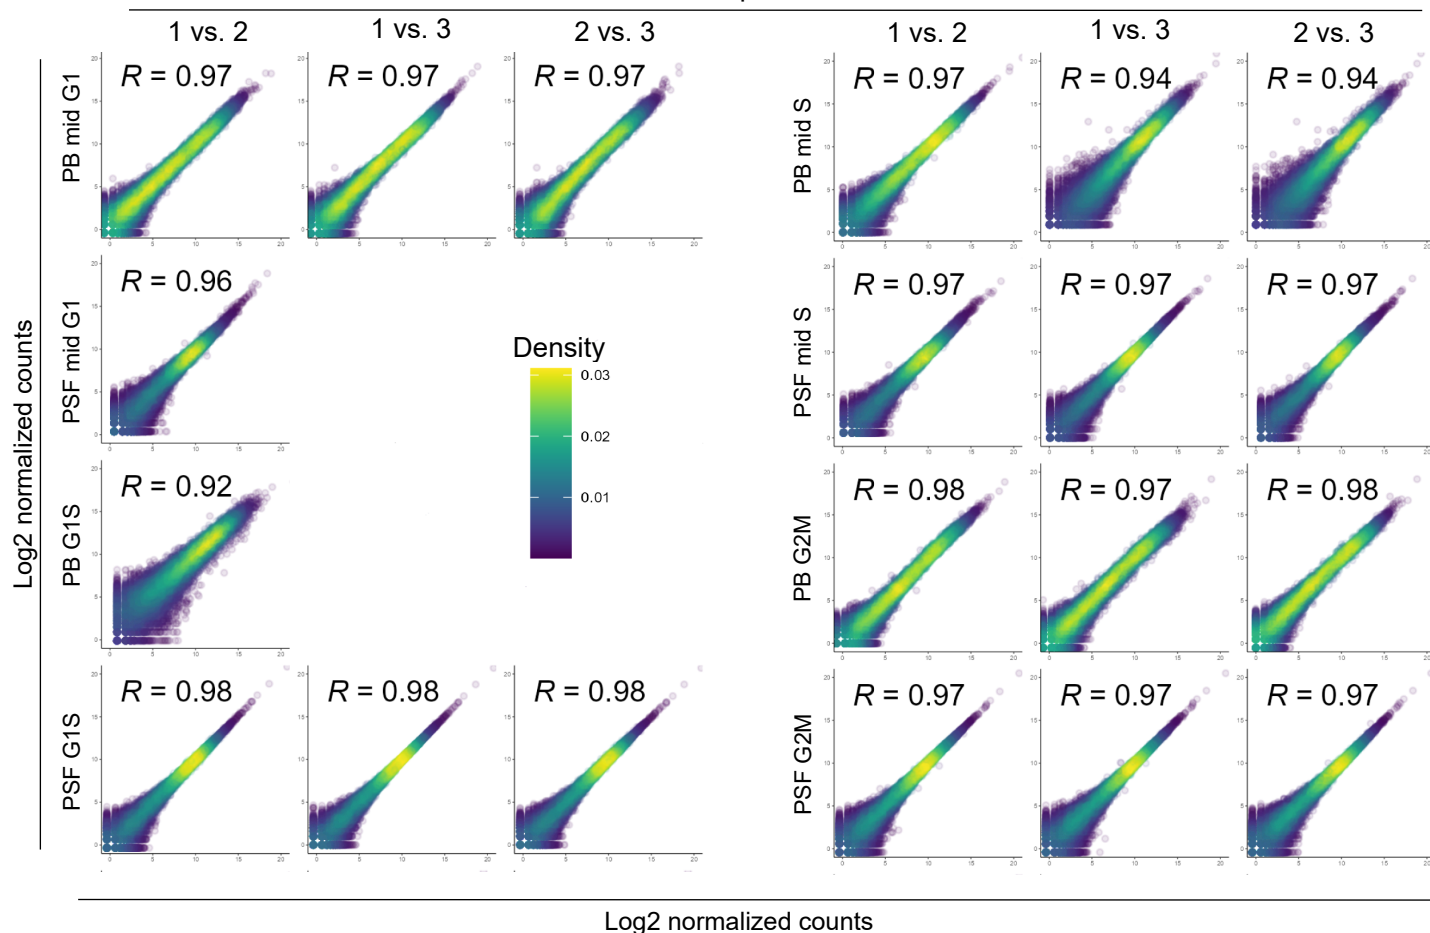 1 vs. 2 1 vs. 3 2 vs. 3 1 vs. 2 1 vs. 3 2 vs. 3
PB mid G1
R = 0.97 R = 0.97 R = 0.97
PB mid S
R = 0.97 R = 0.94 R = 0.94
PSF mid G1
R = 0.96
PSF mid S
R = 0.97 R = 0.97 R = 0.97
Density
0.03
0.02
0.01
PB G1S
R = 0.92
PB G2M
R = 0.98 R = 0.97 R = 0.98
PSF G1S
R = 0.98 R = 0.98 R = 0.98
PSF G2M
R = 0.97 R = 0.97 R = 0.97
Log2 normalized counts
Log2 normalized counts